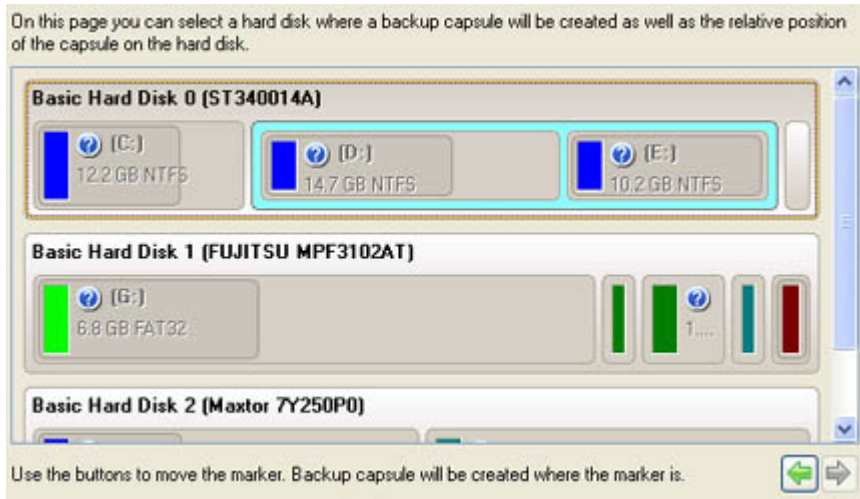 On this page you can select a hard disk where a backup capsule will be created as well as the relative position
of the capsule on the hard disk.
Basic Hard Disk 0 (ST340014A)
(C:) (D:) (E:)
12.2 GB NTFS 14.7 GB NTFS 10.2 GB NTFS
Basic Hard Disk 1 (FUJITSU MPF3102AT)
(G:)
6.8 GB FAT32 1....
Basic Hard Disk 2 (Maxtor 7Y250P0)
Use the buttons to move the marker. Backup capsule will be created where the marker is.